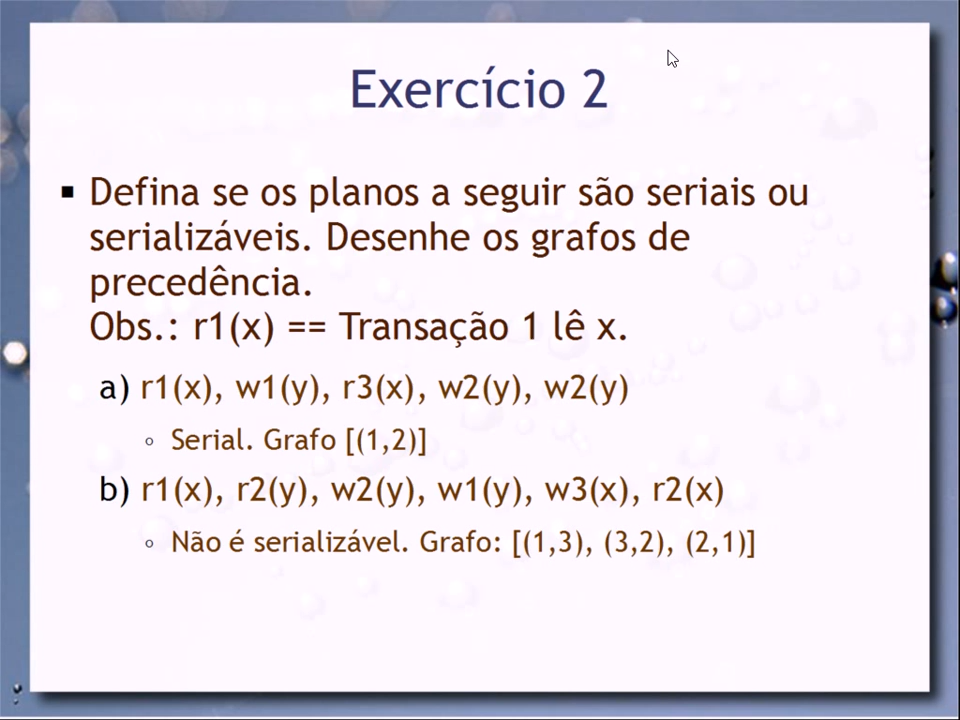 Exercício 2
▪ Defina se os planos a seguir são seriais ou
serializáveis. Desenhe os grafos de
precedência.
Obs.: r1(x) == Transação 1 lê x.
a) r1(x), w1(y), r3(x), w2(y), w2(y)
◦ Serial. Grafo [(1,2)]
b) r1(x), r2(y), w2(y), w1(y), w3(x), r2(x)
◦ Não é serializável. Grafo: [(1,3), (3,2), (2,1)]